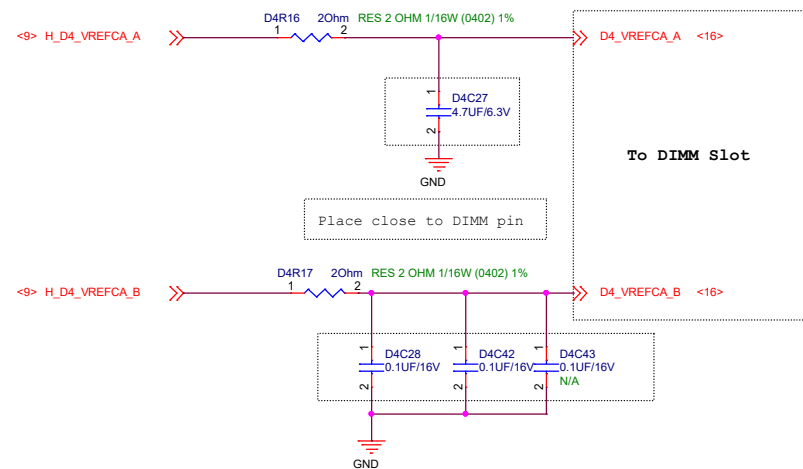 D4R16 2Ohm RES 2 OHM 1/16W (0402) 1%
<9> H_D4_VREFCA_A 1 2 D4_VREFCA_A <16>
1
D4C27
4.7UF/6.3V
2
To DIMM Slot
GND
Place close to DIMM pin
D4R17 2Ohm RES 2 OHM 1/16W (0402) 1%
<9> H_D4_VREFCA_B 1 2 D4_VREFCA_B <16>
1 1 1
D4C28 D4C42 D4C43
0.1UF/16V 0.1UF/16V 0.1UF/16V
2 2 2 N/A
GND